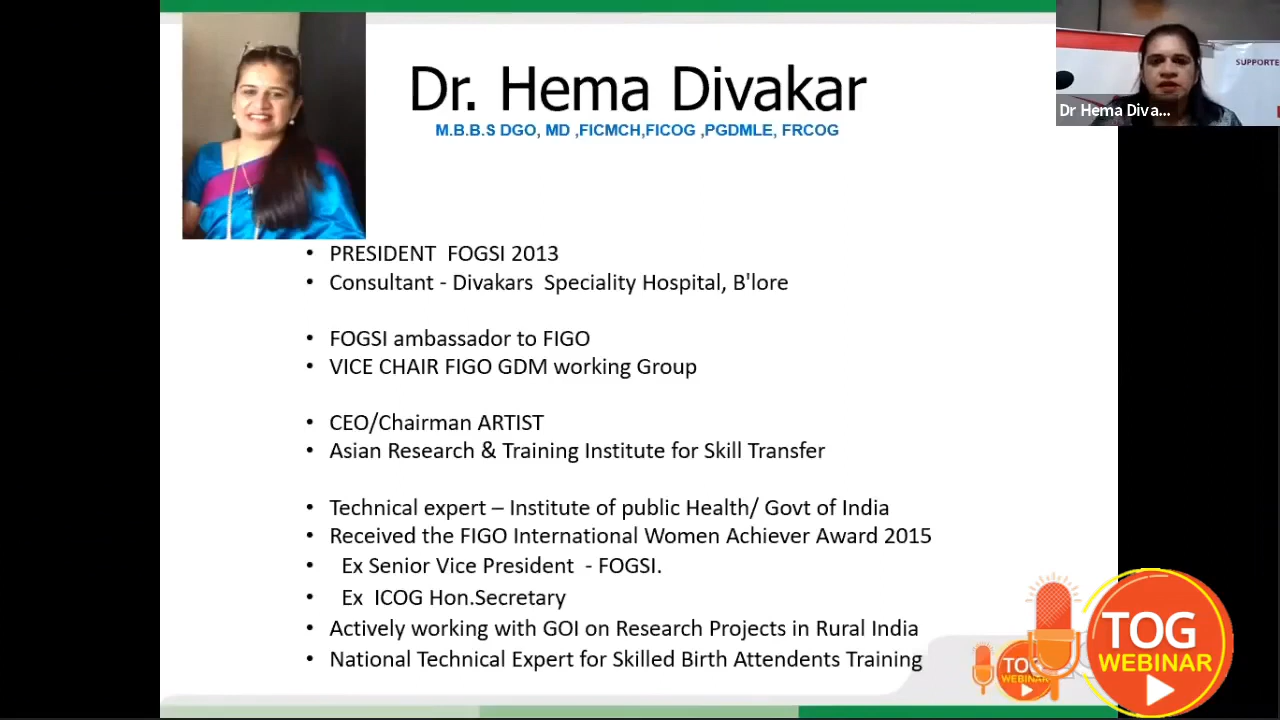 Dr. Hema Divakar
M.B.B.S DGO, MD ,FICMCH,FICOG ,PGDMLE, FRCOG
SUPPORTE
Dr Hema Diva...
• PRESIDENT FOGSI 2013
• Consultant - Divakars Speciality Hospital, B'lore
• FOGSI ambassador to FIGO
• VICE CHAIR FIGO GDM working Group
• CEO/Chairman ARTIST
• Asian Research & Training Institute for Skill Transfer
• Technical expert – Institute of public Health/ Govt of India
• Received the FIGO International Women Achiever Award 2015
• Ex Senior Vice President - FOGSI.
• Ex ICOG Hon.Secretary
• Actively working with GOI on Research Projects in Rural India
• National Technical Expert for Skilled Birth Attendents Training
TOG
WEBINAR
TOG
WEBINAR